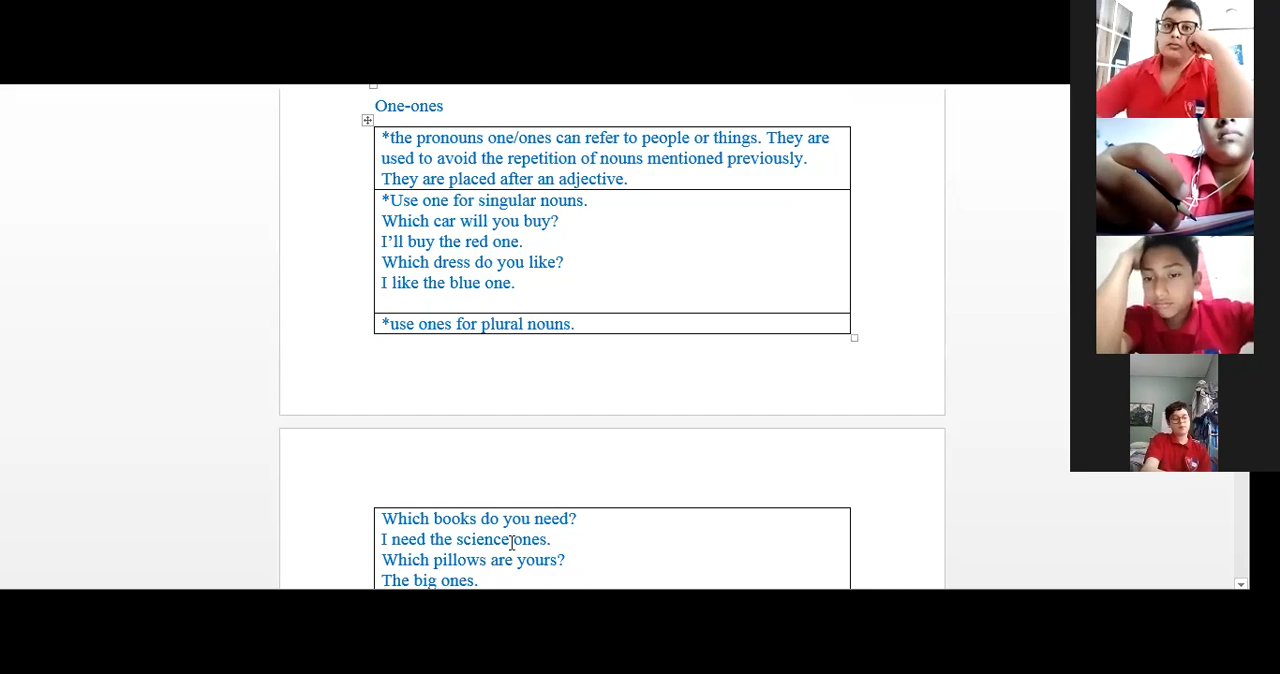 One-ones
*the pronouns one/ones can refer to people or things. They are
used to avoid the repetition of nouns mentioned previously.
They are placed after an adjective.
*Use one for singular nouns.
Which car will you buy?
I'll buy the red one.
Which dress do you like?
I like the blue one.
*use ones for plural nouns.
Which books do you need?
I need the science ones.
Which pillows are yours?
The big ones.